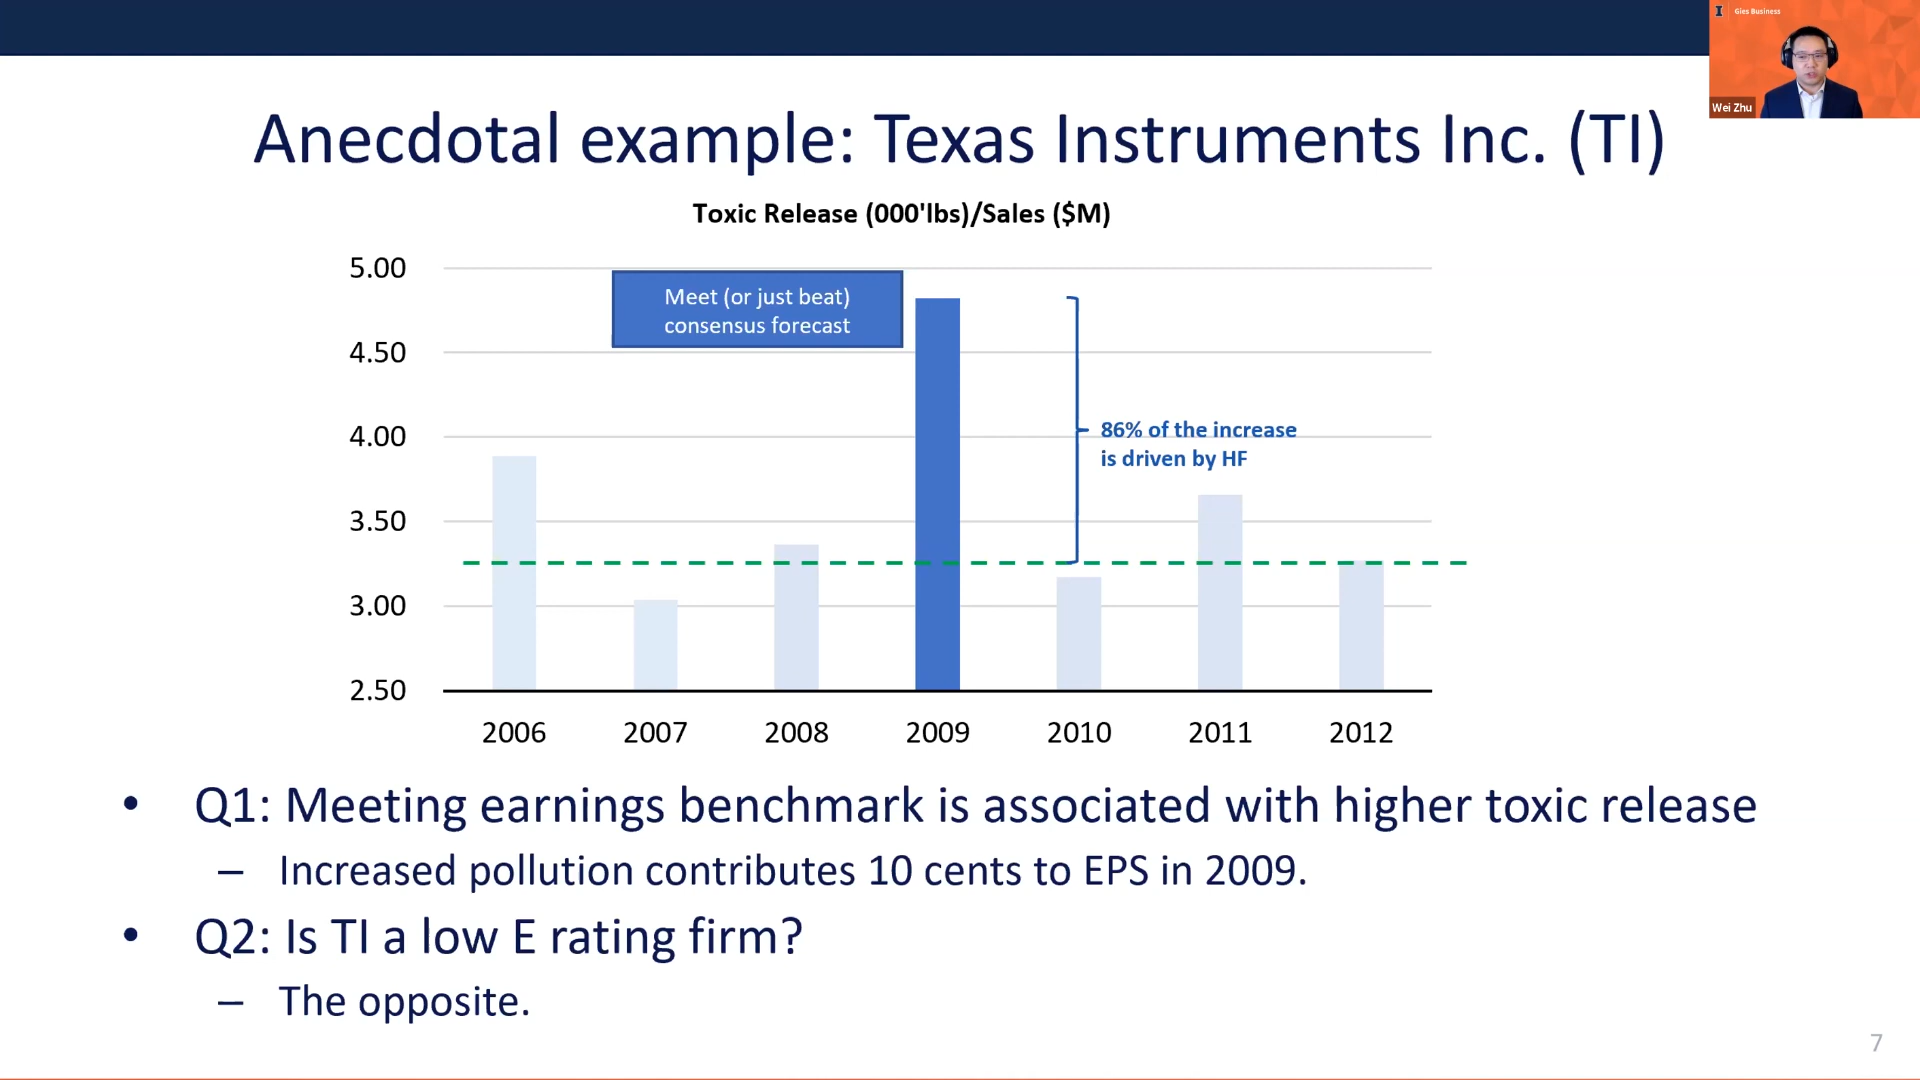 Gies Business
Wei Zhu
Anecdotal example: Texas Instruments Inc. (TI)
Toxic Release (000'lbs)/Sales ($M)
5.00
4.50
4.00
3.50
3.00
2.50
Meet (or just beat)
consensus forecast
86% of the increase
is driven by HF
2006 2007 2008 2009 2010 2011 2012
• Q1: Meeting earnings benchmark is associated with higher toxic release
– Increased pollution contributes 10 cents to EPS in 2009.
• Q2: Is TI a low E rating firm?
– The opposite.
7